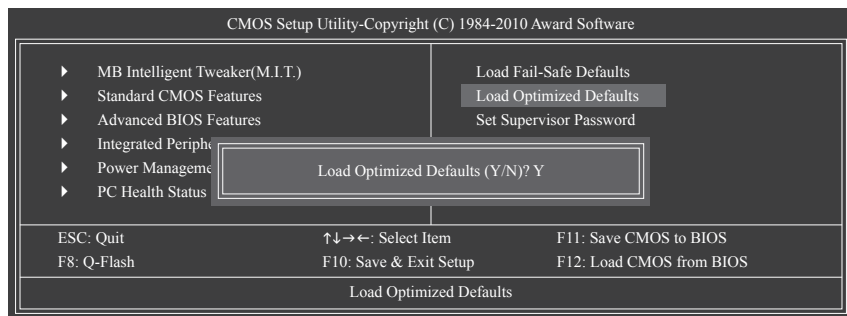 CMOS Setup Utility-Copyright (C) 1984-2010 Award Software
MB Intelligent Tweaker(M.I.T.)
Standard CMOS Features
Advanced BIOS Features
Integrated Periphe
Power Manageme
PC Health Status
Load Fail-Safe Defaults
Load Optimized Defaults
Set Supervisor Password
Load Optimized Defaults (Y/N)? Y
ESC: Quit ↑↓→←: Select Item F11: Save CMOS to BIOS
F8: Q-Flash F10: Save & Exit Setup F12: Load CMOS from BIOS
Load Optimized Defaults